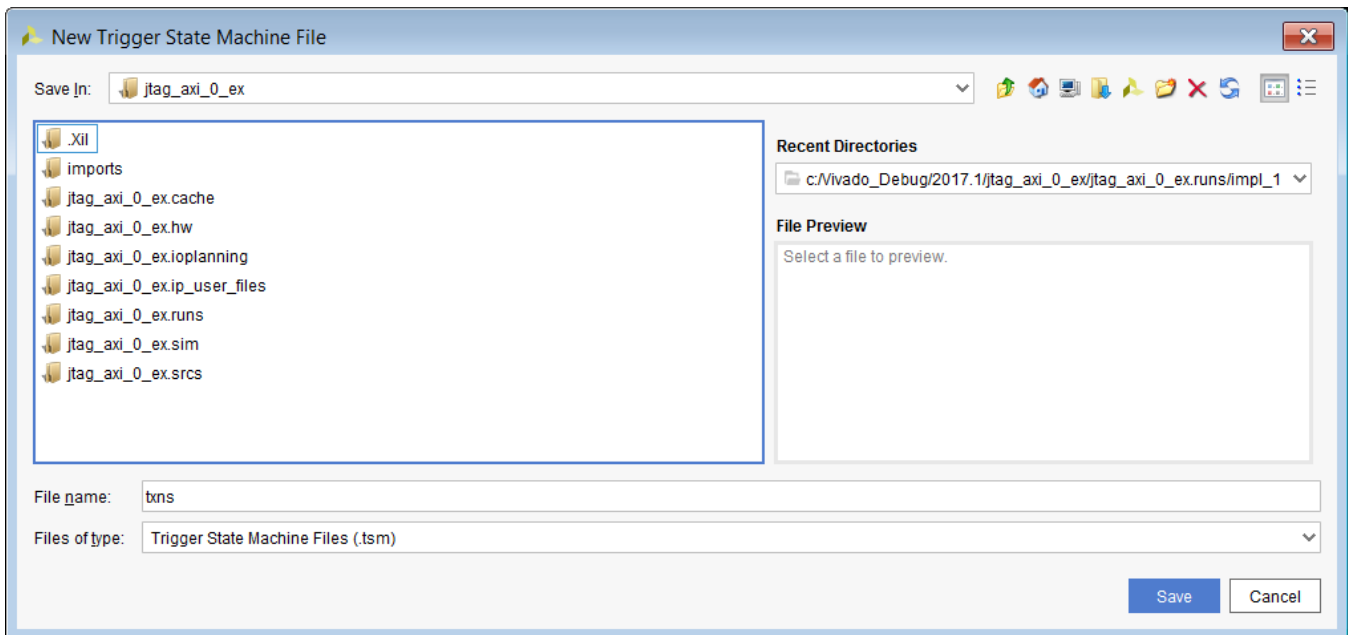 New Trigger State Machine File
Save In: jtag_axi_0_ex
.Xil
imports
jtag_axi_0_ex.cache
jtag_axi_0_ex.hw
jtag_axi_0_ex.ioplanning
jtag_axi_0_ex.ip_user_files
jtag_axi_0_ex.runs
jtag_axi_0_ex.sim
jtag_axi_0_ex.srcs
Recent Directories
c:/Vivado_Debug/2017.1/jtag_axi_0_ex/jtag_axi_0_ex.runs/impl_1
File Preview
Select a file to preview.
File name: txns
Files of type: Trigger State Machine Files (.tsm)
Save Cancel